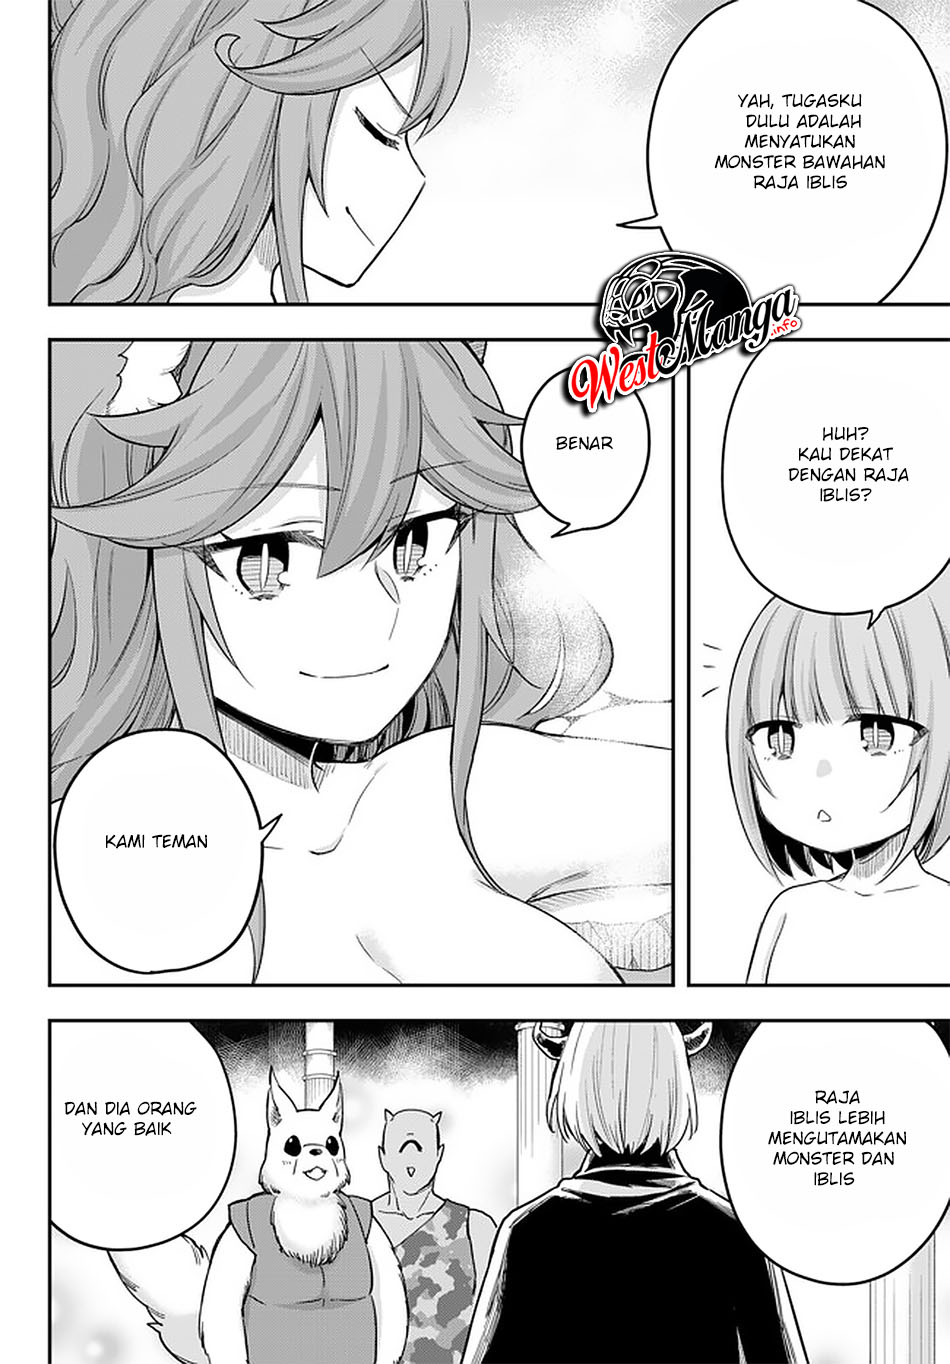 YAH, TUGASKU
DULU ADALAH
MENYATUKAN
MONSTER BAWAHAN
RAJA IBLIS
WestManga
.info
HUH?
KAU DEKAT
DENGAN RAJA
IBLIS?
BENAR
KAMI TEMAN
RAJA
IBLIS LEBIH
MENGUTAMAKAN
MONSTER DAN
IBLIS
DAN DIA ORANG
YANG BAIK